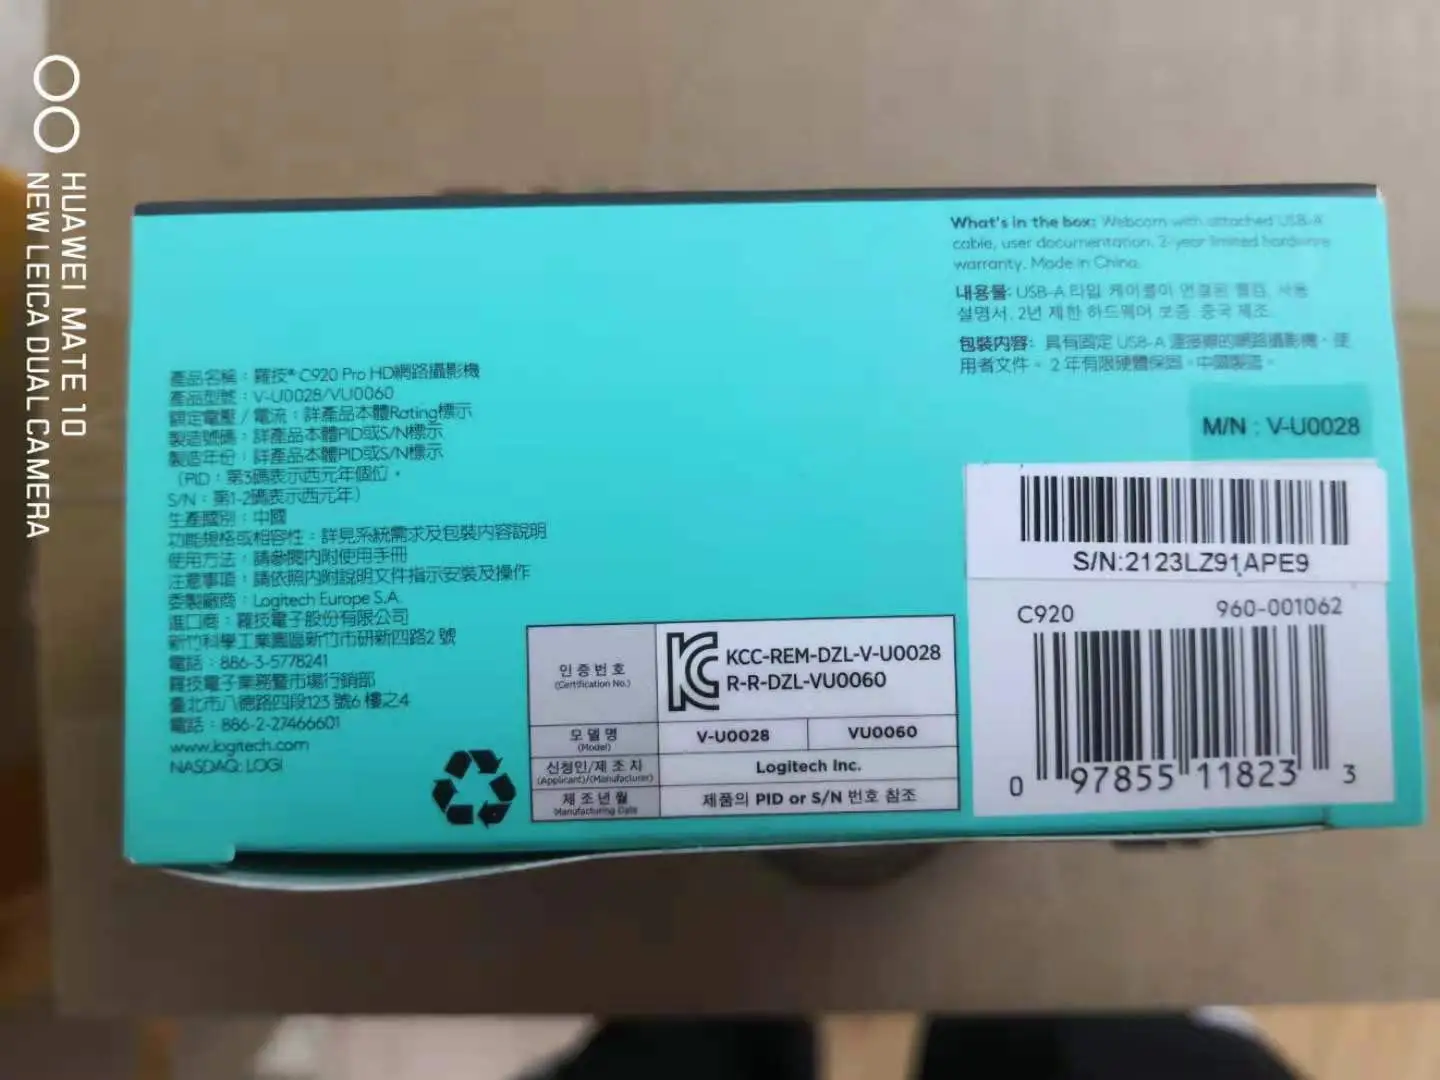 HUAWEI MATE 10
NEW LEICA DUAL CAMERA
What's in the box: Webcam with attached USB-A
cable, user documentation, 2-year limited hardware
warranty. Made in China.
내용물: USB-A 타입 케이블이 연결된 웹캠, 사용
설명서, 2년 제한 하드웨어 보증. 중국 제조.
包裝內容: 具有固定 USB-A 連接線的網路攝影機、使
用者文件。 2 年有限硬體保固。中國製造。
M/N : V-U0028
產品名稱：羅技® C920 Pro HD網路攝影機
產品型號：V-U0028/VU0060
額定電壓 / 電流：詳產品本體Rating標示
製造號碼：詳產品本體PID或S/N標示
製造年份：詳產品本體PID或S/N標示
（PID：第3碼表示西元年個位。
S/N：第1-2碼表示西元年）
生產國別：中國
功能規格或相容性：詳見系統需求及包裝內容說明
使用方法：請參閱內附使用手冊
注意事項：請依照內附說明文件指示安裝及操作
委製廠商：Logitech Europe S.A.
進口商：羅技電子股份有限公司
新竹科學工業園區新竹市研新四路2 號
電話：886-3-5778241
羅技電子業務暨市場行銷部
臺北市八德路四段123 號6 樓之4
電話：886-2-27466601
www.logitech.com
NASDAQ: LOGI
인 증 번 호
(Certification No.)
KCC-REM-DZL-V-U0028
R-R-DZL-VU0060
모 델 명
(Model)
V-U0028
VU0060
신청인/제 조 자
(Applicant)/(Manufacturer)
Logitech Inc.
제 조 년 월
Manufacturing Date
제품의 PID or S/N 번호 참조
S/N:2123LZ91APE9
C920 960-001062
0 97855 11823 3